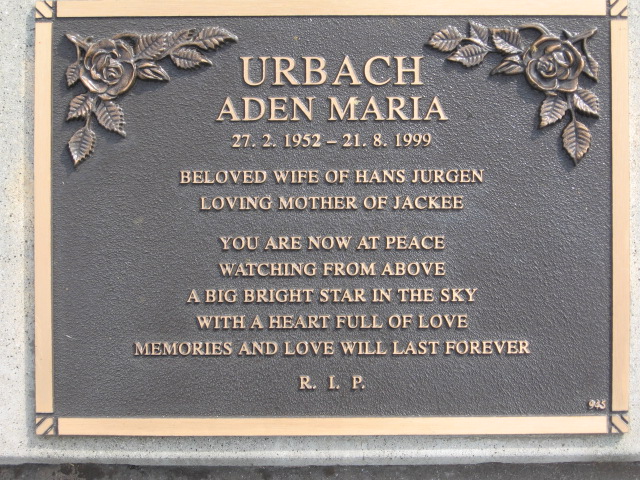 URBACH
ADEN MARIA
27. 2. 1952 – 21. 8. 1999
BELOVED WIFE OF HANS JURGEN
LOVING MOTHER OF JACKEE
YOU ARE NOW AT PEACE
WATCHING FROM ABOVE
A BIG BRIGHT STAR IN THE SKY
WITH A HEART FULL OF LOVE
MEMORIES AND LOVE WILL LAST FOREVER
R. I. P.